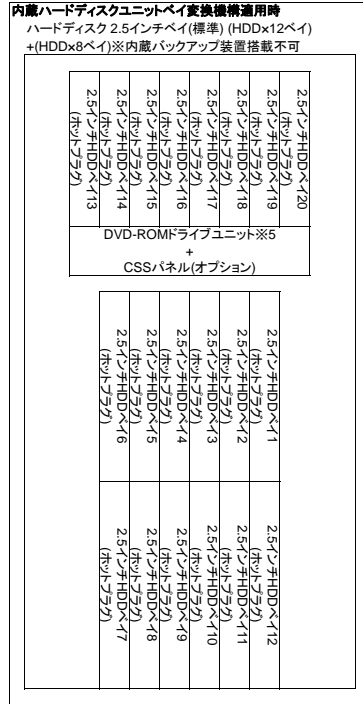 内蔵ハードディスクユニットベイ変換機構適用時
ハードディスク 2.5インチベイ(標準) (HDD×12ベイ)
+(HDD×8ベイ)※内蔵バックアップ装置搭載不可
2.5インチHDDベイ13
(ホットプラグ)
2.5インチHDDベイ14
(ホットプラグ)
2.5インチHDDベイ15
(ホットプラグ)
2.5インチHDDベイ16
(ホットプラグ)
2.5インチHDDベイ17
(ホットプラグ)
2.5インチHDDベイ18
(ホットプラグ)
2.5インチHDDベイ19
(ホットプラグ)
2.5インチHDDベイ20
(ホットプラグ)
DVD-ROMドライブユニット※5
+
CSSパネル(オプション)
2.5インチHDDベイ6
(ホットプラグ)
2.5インチHDDベイ5
(ホットプラグ)
2.5インチHDDベイ4
(ホットプラグ)
2.5インチHDDベイ3
(ホットプラグ)
2.5インチHDDベイ2
(ホットプラグ)
2.5インチHDDベイ1
(ホットプラグ)
2.5インチHDDベイ7
(ホットプラグ)
2.5インチHDDベイ8
(ホットプラグ)
2.5インチHDDベイ9
(ホットプラグ)
2.5インチHDDベイ10
(ホットプラグ)
2.5インチHDDベイ11
(ホットプラグ)
2.5インチHDDベイ12
(ホットプラグ)